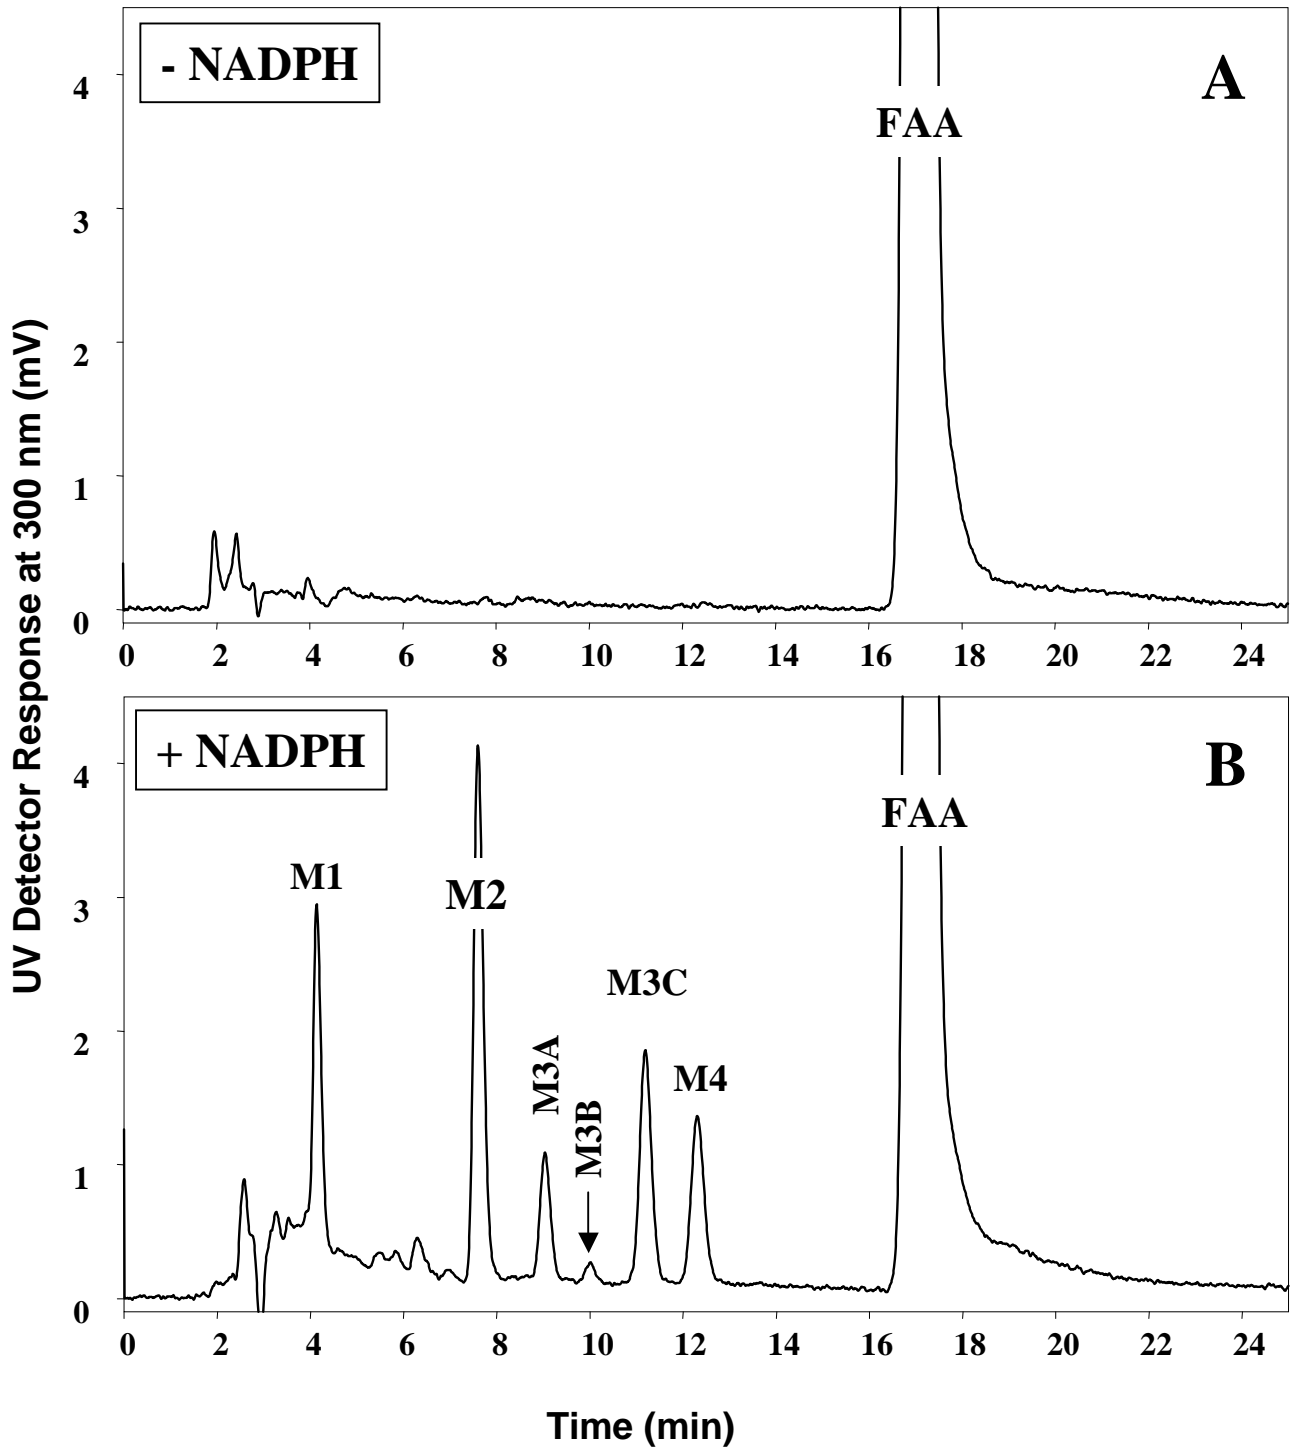 - NADPH
A
FAA
4
3
2
1
0
0 2 4 6 8 10 12 14 16 18 20 22 24
UV Detector Response at 300 nm (mV)
+ NADPH
B
FAA
M1
M2
M3A
M3B
M3C
M4
4
3
2
1
0
0 2 4 6 8 10 12 14 16 18 20 22 24
Time (min)